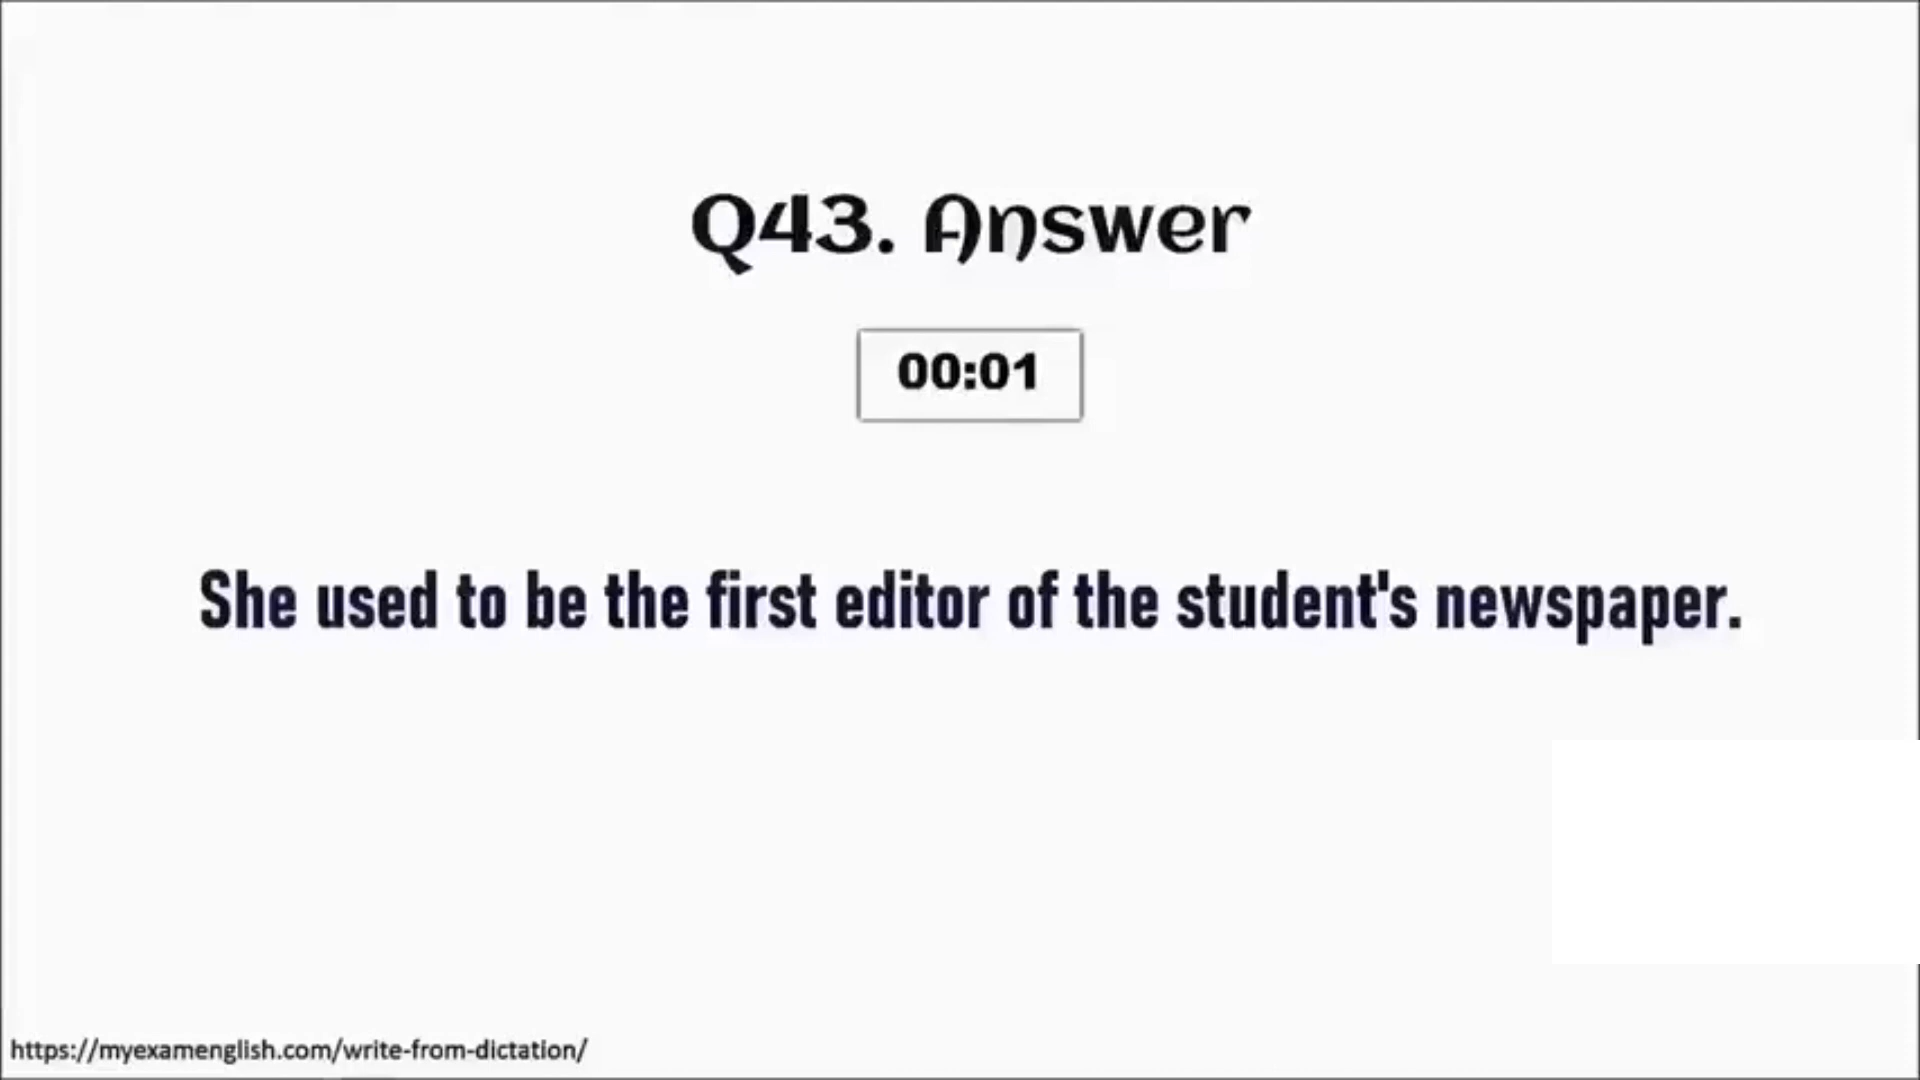 Q43. Answer
00:01
She used to be the first editor of the student's newspaper.
https://myexamenglish.com/write-from-dictation/